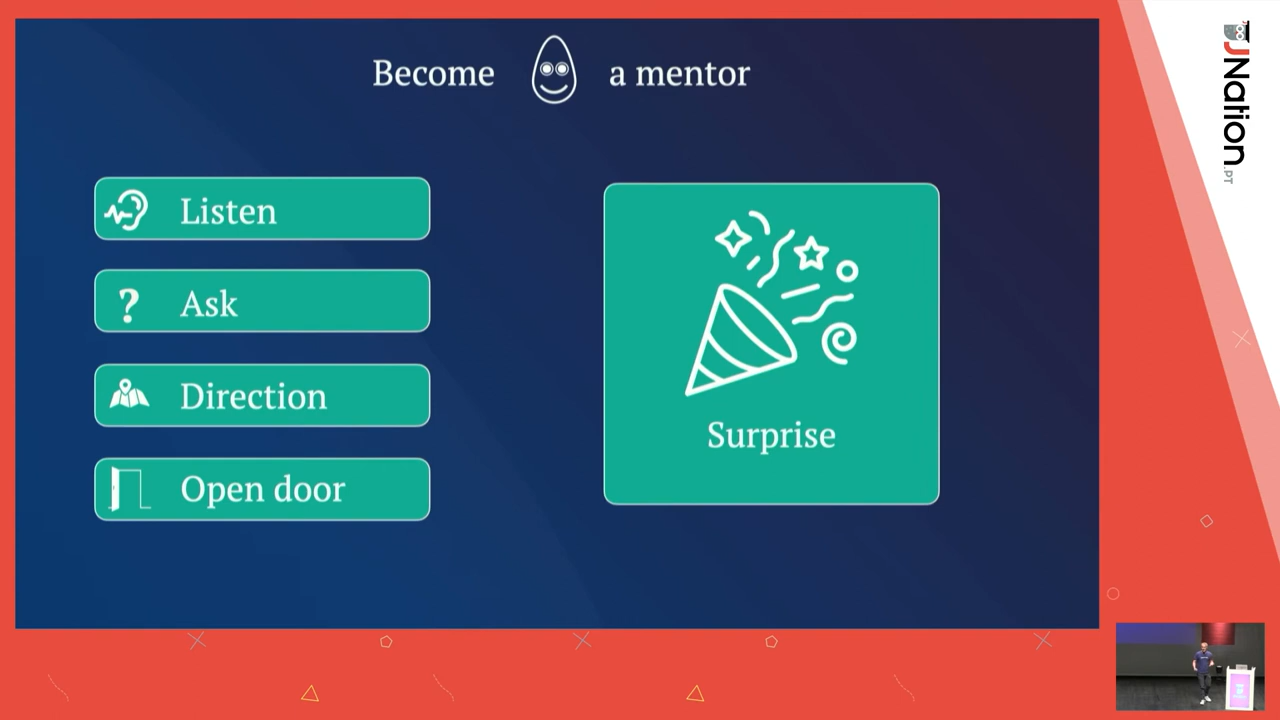 Become a mentor
Listen
Ask
Direction
Open door
Surprise
JNation
.PT